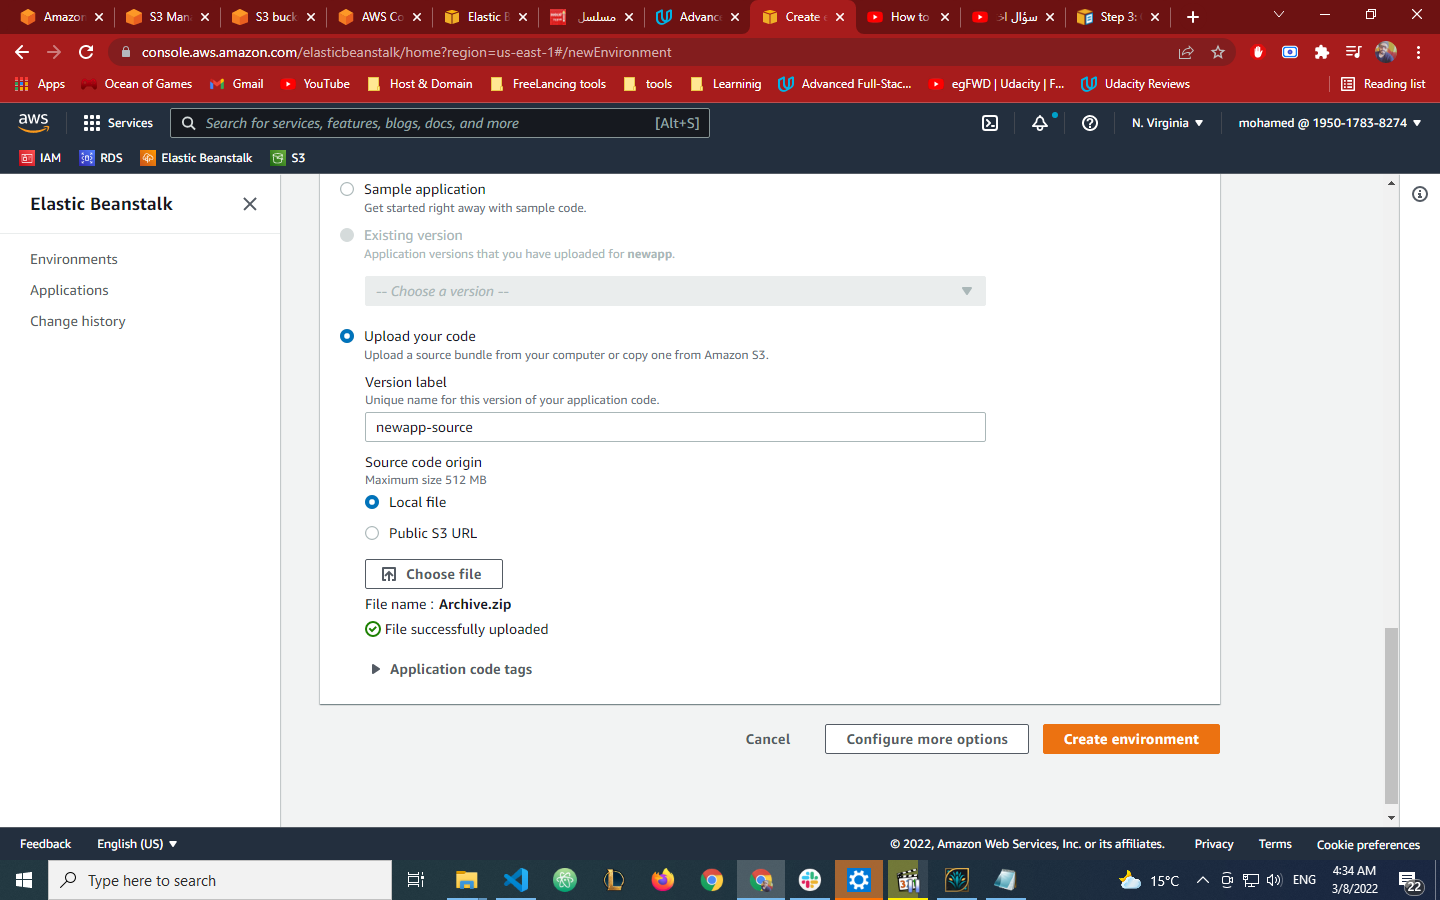 Amazon
S3 Man
S3 buck
AWS Co
Elastic B
مسلسل
Advanc
Create
How to
سؤال اخ
Step 3:
console.aws.amazon.com/elasticbeanstalk/home?region=us-east-1#/newEnvironment
Apps
Ocean of Games
Gmail
YouTube
Host & Domain
FreeLancing tools
tools
Learninig
Advanced Full-Stac...
egFWD | Udacity | F...
Udacity Reviews
Reading list
aws
Services
Search for services, features, blogs, docs, and more
[Alt+S]
N. Virginia
mohamed @ 1950-1783-8274
IAM
RDS
Elastic Beanstalk
S3
Elastic Beanstalk
Environments
Applications
Change history
Sample application
Get started right away with sample code.
Existing version
Application versions that you have uploaded for newapp.
-- Choose a version --
Upload your code
Upload a source bundle from your computer or copy one from Amazon S3.
Version label
Unique name for this version of your application code.
newapp-source
Source code origin
Maximum size 512 MB
Local file
Public S3 URL
Choose file
File name : Archive.zip
File successfully uploaded
Application code tags
Cancel
Configure more options
Create environment
Feedback
English (US)
© 2022, Amazon Web Services, Inc. or its affiliates.
Privacy
Terms
Cookie preferences
Type here to search
15°C
ENG
4:34 AM
3/8/2022
22